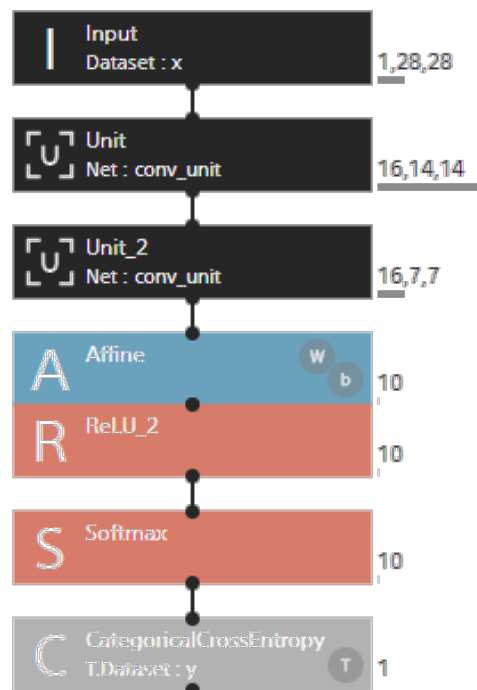 I
Input
Dataset : x
1,28,28
U
Unit
Net : conv_unit
16,14,14
U
Unit_2
Net : conv_unit
16,7,7
A
Affine
W
b
10
R
ReLU_2
10
S
Softmax
10
C
CategoricalCrossEntropy
T.Dataset : y
T
1